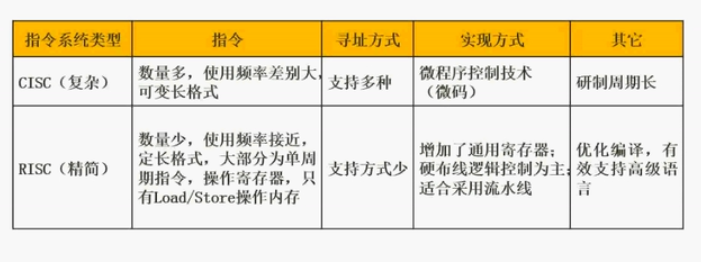 指令系统类型 指令 寻址方式 实现方式 其它
CISC（复杂） 数量多，使用频率差别大，可变长格式 支持多种 微程序控制技术（微码） 研制周期长
RISC（精简） 数量少，使用频率接近，定长格式，大部分为单周期指令，操作寄存器，只有Load/Store操作内存 支持方式少 增加了通用寄存器；硬布线逻辑控制为主；适合采用流水线 优化编译，有效支持高级语言